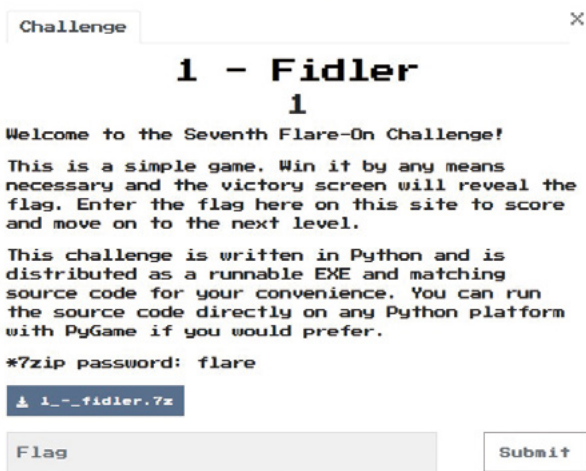 Challenge
×
1 - Fidler
1
Welcome to the Seventh Flare-On Challenge!
This is a simple game. Win it by any means
necessary and the victory screen will reveal the
flag. Enter the flag here on this site to score
and move on to the next level.
This challenge is written in Python and is
distributed as a runnable EXE and matching
source code for your convenience. You can run
the source code directly on any Python platform
with PyGame if you would prefer.
*7zip password: flare
1_-_fidler.7z
Flag
Submit